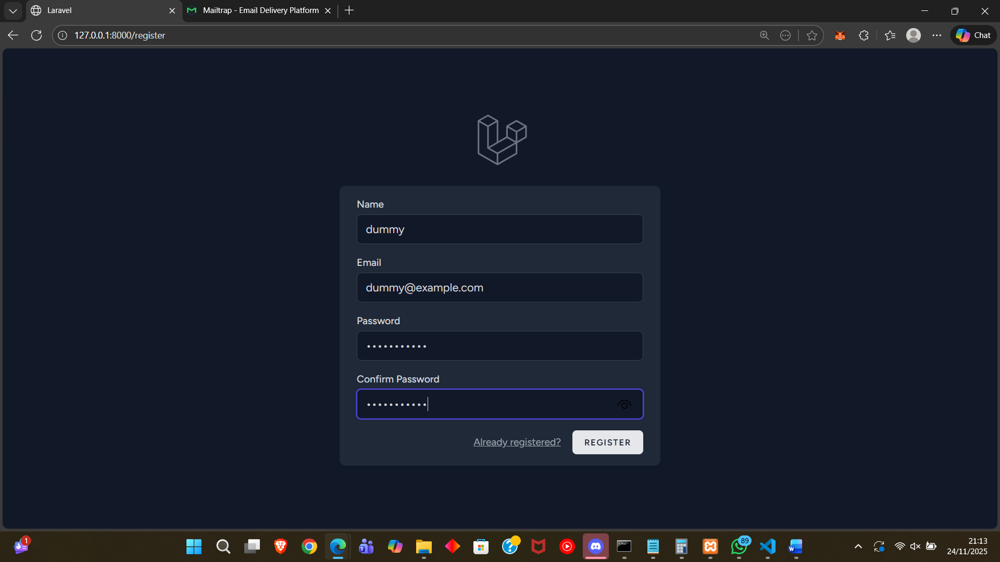 Laravel
Mailtrap - Email Delivery Platform
127.0.0.1:8000/register
Chat
Name
dummy
Email
dummy@example.com
Password
•••••••••••
Confirm Password
•••••••••••
Already registered?
REGISTER
1
89
21:13
24/11/2025